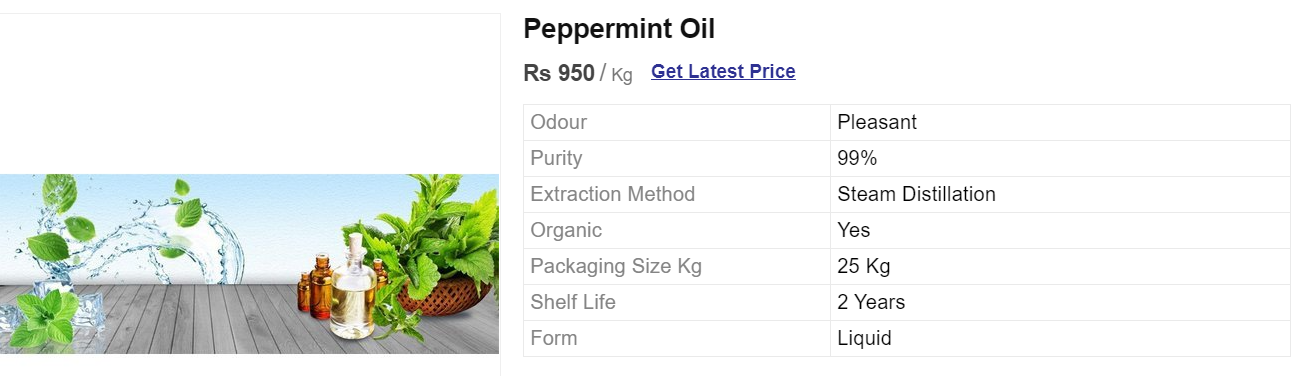 Peppermint Oil
Rs 950 / Kg Get Latest Price
Odour Pleasant
Purity 99%
Extraction Method Steam Distillation
Organic Yes
Packaging Size Kg 25 Kg
Shelf Life 2 Years
Form Liquid